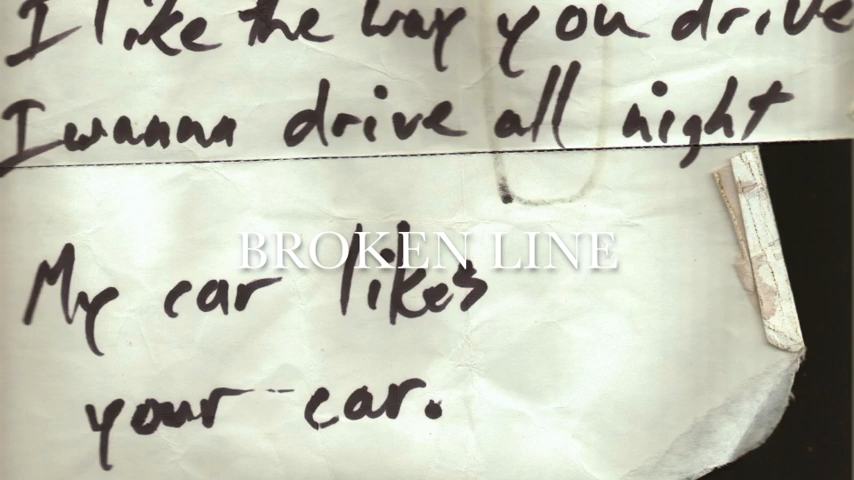 I like the way you drive
I wanna drive all night
BROKEN LINE
My car likes
your car.